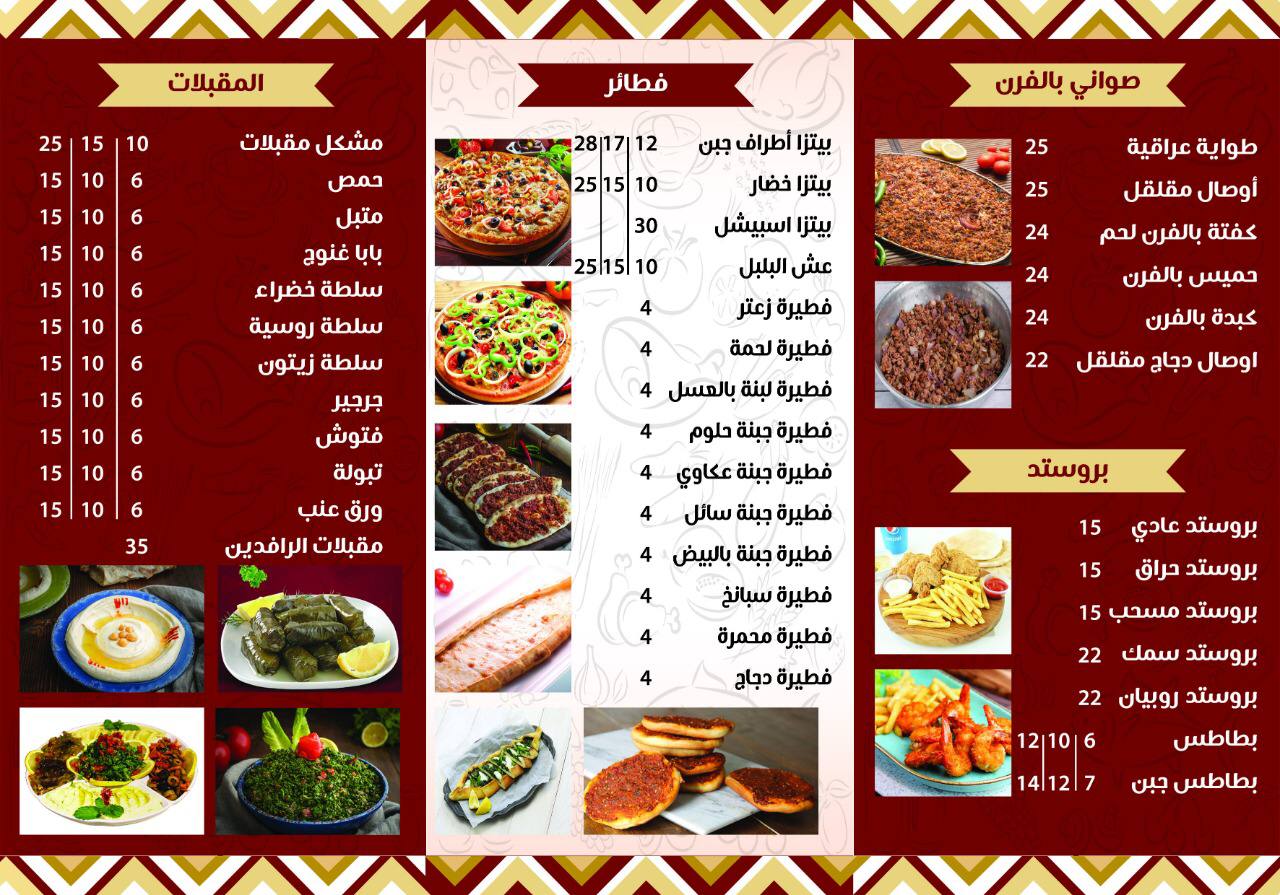 صواني بالفرن
طواية عراقية 25
أوصال مقلقل 25
كفتة بالفرن لحم 24
حميس بالفرن 24
كبدة بالفرن 24
اوصال دجاج مقلقل 22
بروستد
بروستد عادي 15
بروستد حراق 15
بروستد مسحب 15
بروستد سمك 22
بروستد روبيان 22
بطاطس 6 10 12
بطاطس جبن 7 12 14
فطائر
بيتزا أطراف جبن 12 17 28
بيتزا خضار 10 15 25
بيتزا اسبيشل 30
عش البلبل 10 15 25
فطيرة زعتر 4
فطيرة لحمة 4
فطيرة لبنة بالعسل 4
فطيرة جبنة حلوم 4
فطيرة جبنة عكاوي 4
فطيرة جبنة سائل 4
فطيرة جبنة بالبيض 4
فطيرة سبانخ 4
فطيرة محمرة 4
فطيرة دجاج 4
المقبلات
مشكل مقبلات 10 15 25
حمص 6 10 15
متبل 6 10 15
بابا غنوج 6 10 15
سلطة خضراء 6 10 15
سلطة روسية 6 10 15
سلطة زيتون 6 10 15
جرجير 6 10 15
فتوش 6 10 15
تبولة 6 10 15
ورق عنب 6 10 15
مقبلات الرافدين 35